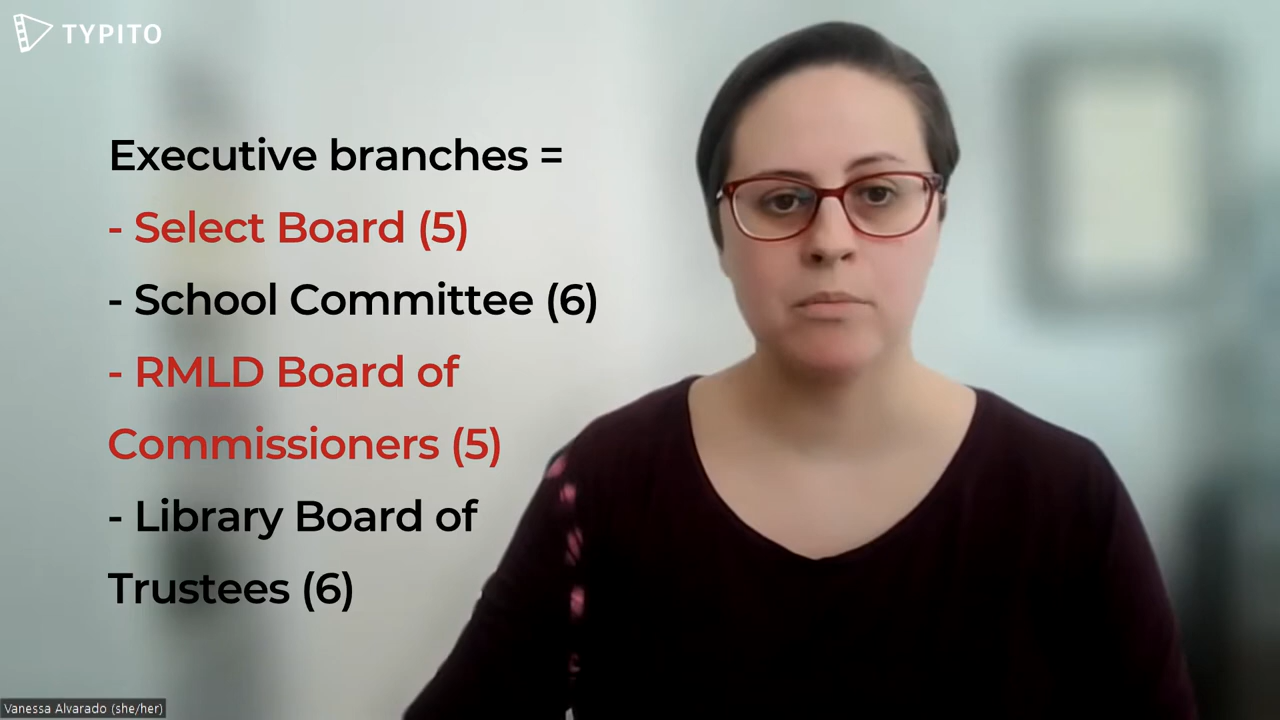 TYPITO
Executive branches =
- Select Board (5)
- School Committee (6)
- RMLD Board of
Commissioners (5)
- Library Board of
Trustees (6)
Vanessa Alvarado (she/her)